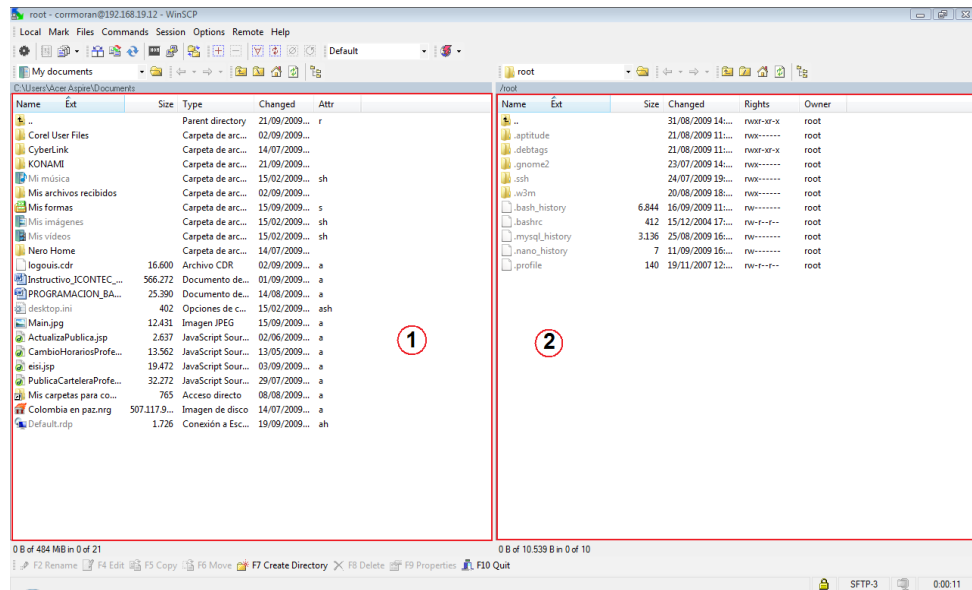 root - corrmoran@192.168.19.12 - WinSCP
Local Mark Files Commands Session Options Remote Help
Default
My documents
root
C:\Users\Acer Aspire\Documents
/root
Name Ext Size Type Changed Attr
.. Parent directory 21/09/2009... r
Corel User Files Carpeta de arc... 02/09/2009...
CyberLink Carpeta de arc... 14/07/2009...
KONAMI Carpeta de arc... 21/09/2009...
Mi música Carpeta de arc... 15/02/2009... sh
Mis archivos recibidos Carpeta de arc... 02/09/2009...
Mis formas Carpeta de arc... 15/09/2009... s
Mis imágenes Carpeta de arc... 15/02/2009... sh
Mis vídeos Carpeta de arc... 15/02/2009... sh
Nero Home Carpeta de arc... 14/07/2009...
logouis.cdr 16.600 Archivo CDR 02/09/2009... a
Instructivo_ICONTEC_... 566.272 Documento de... 01/09/2009... a
PROGRAMACION_BA... 25.390 Documento de... 14/08/2009... a
desktop.ini 402 Opciones de c... 15/02/2009... ash
Main.jpg 12.431 Imagen JPEG 15/09/2009... a
ActualizaPublica.jsp 2.637 JavaScript Sour... 02/06/2009... a
CambioHorariosProfe... 13.562 JavaScript Sour... 13/05/2009... a
eisi.jsp 19.472 JavaScript Sour... 03/09/2009... a
PublicaCarteleraProfe... 32.272 JavaScript Sour... 29/07/2009... a
Mis carpetas para co... 765 Acceso directo 08/08/2009... a
Colombia en paz.nrg 507.117.9... Imagen de disco 14/07/2009... a
Default.rdp 1.726 Conexión a Esc... 19/09/2009... ah
1
Name Ext Size Changed Rights Owner
.. 31/08/2009 14:... rwxr-xr-x root
.aptitude 21/08/2009 11:... rwx------ root
.debtags 21/08/2009 11:... rwxr-xr-x root
.gnome2 23/07/2009 14:... rwx------ root
.ssh 24/07/2009 19:... rwx------ root
.w3m 20/08/2009 18:... rwx------ root
.bash_history 6.844 16/09/2009 11:... rw------- root
.bashrc 412 15/12/2004 17:... rw-r--r-- root
.mysql_history 3.136 25/08/2009 16:... rw------- root
.nano_history 7 11/09/2009 16:... rw------- root
.profile 140 19/11/2007 12:... rw-r--r-- root
2
0 B of 484 MiB in 0 of 21
0 B of 10.539 B in 0 of 10
F2 Rename F4 Edit F5 Copy F6 Move F7 Create Directory F8 Delete F9 Properties F10 Quit
SFTP-3 0:00:11